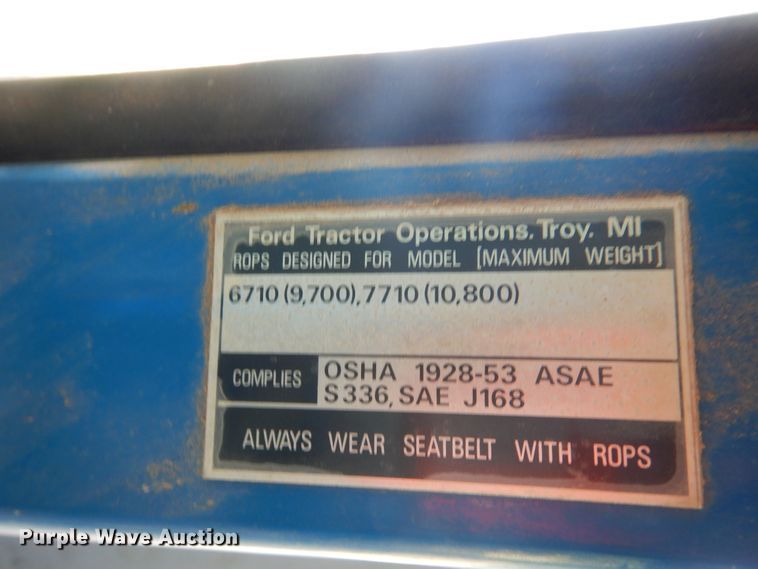 Ford Tractor Operations, Troy, MI
ROPS DESIGNED FOR MODEL [MAXIMUM WEIGHT]
6710 (9,700), 7710 (10,800)
COMPLIES OSHA 1928-53 ASAE
S336, SAE J168
ALWAYS WEAR SEATBELT WITH ROPS
Purple Wave Auction